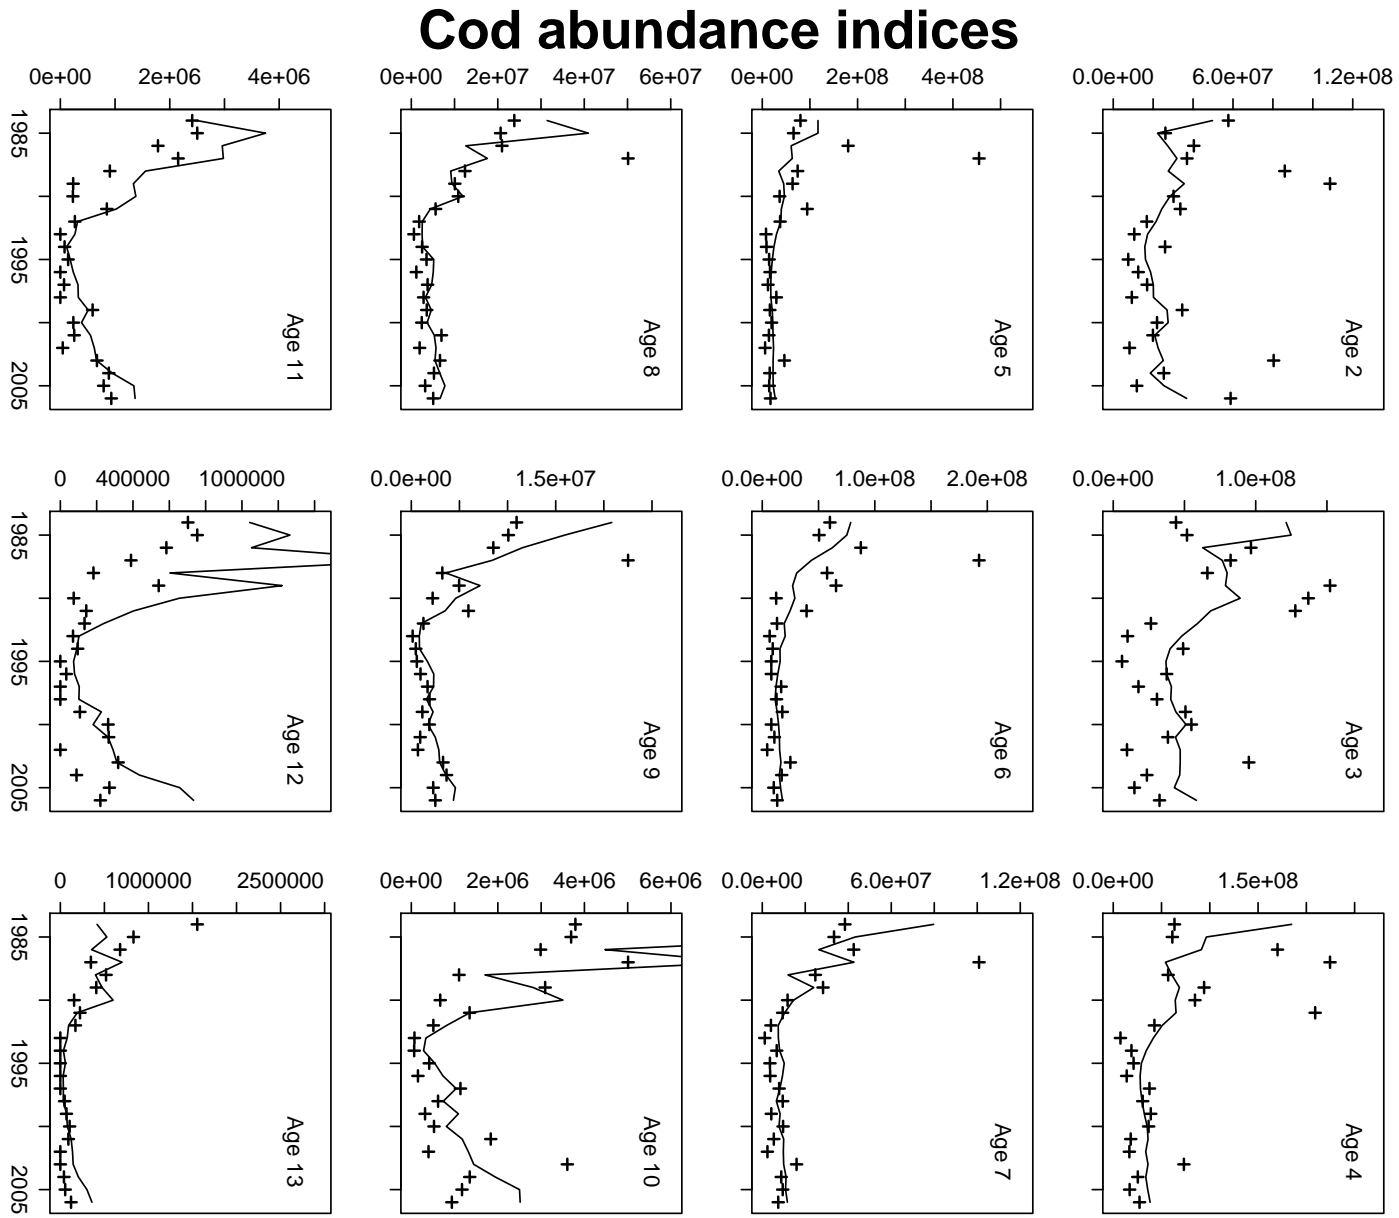 Cod abundance indices
0e+00 2e+06 4e+06
1985 1995 2005
Age 11
0e+00 2e+07 4e+07 6e+07
Age 8
0e+00 2e+08 4e+08
Age 5
0.0e+00 6.0e+07 1.2e+08
Age 2
0 400000 1000000
1985 1995 2005
Age 12
0.0e+00 1.5e+07
Age 9
0.0e+00 1.0e+08 2.0e+08
Age 6
0.0e+00 1.0e+08
Age 3
0 1000000 2500000
1985 1995 2005
Age 13
0e+00 2e+06 4e+06 6e+06
Age 10
0.0e+00 6.0e+07 1.2e+08
Age 7
0.0e+00 1.5e+08
Age 4